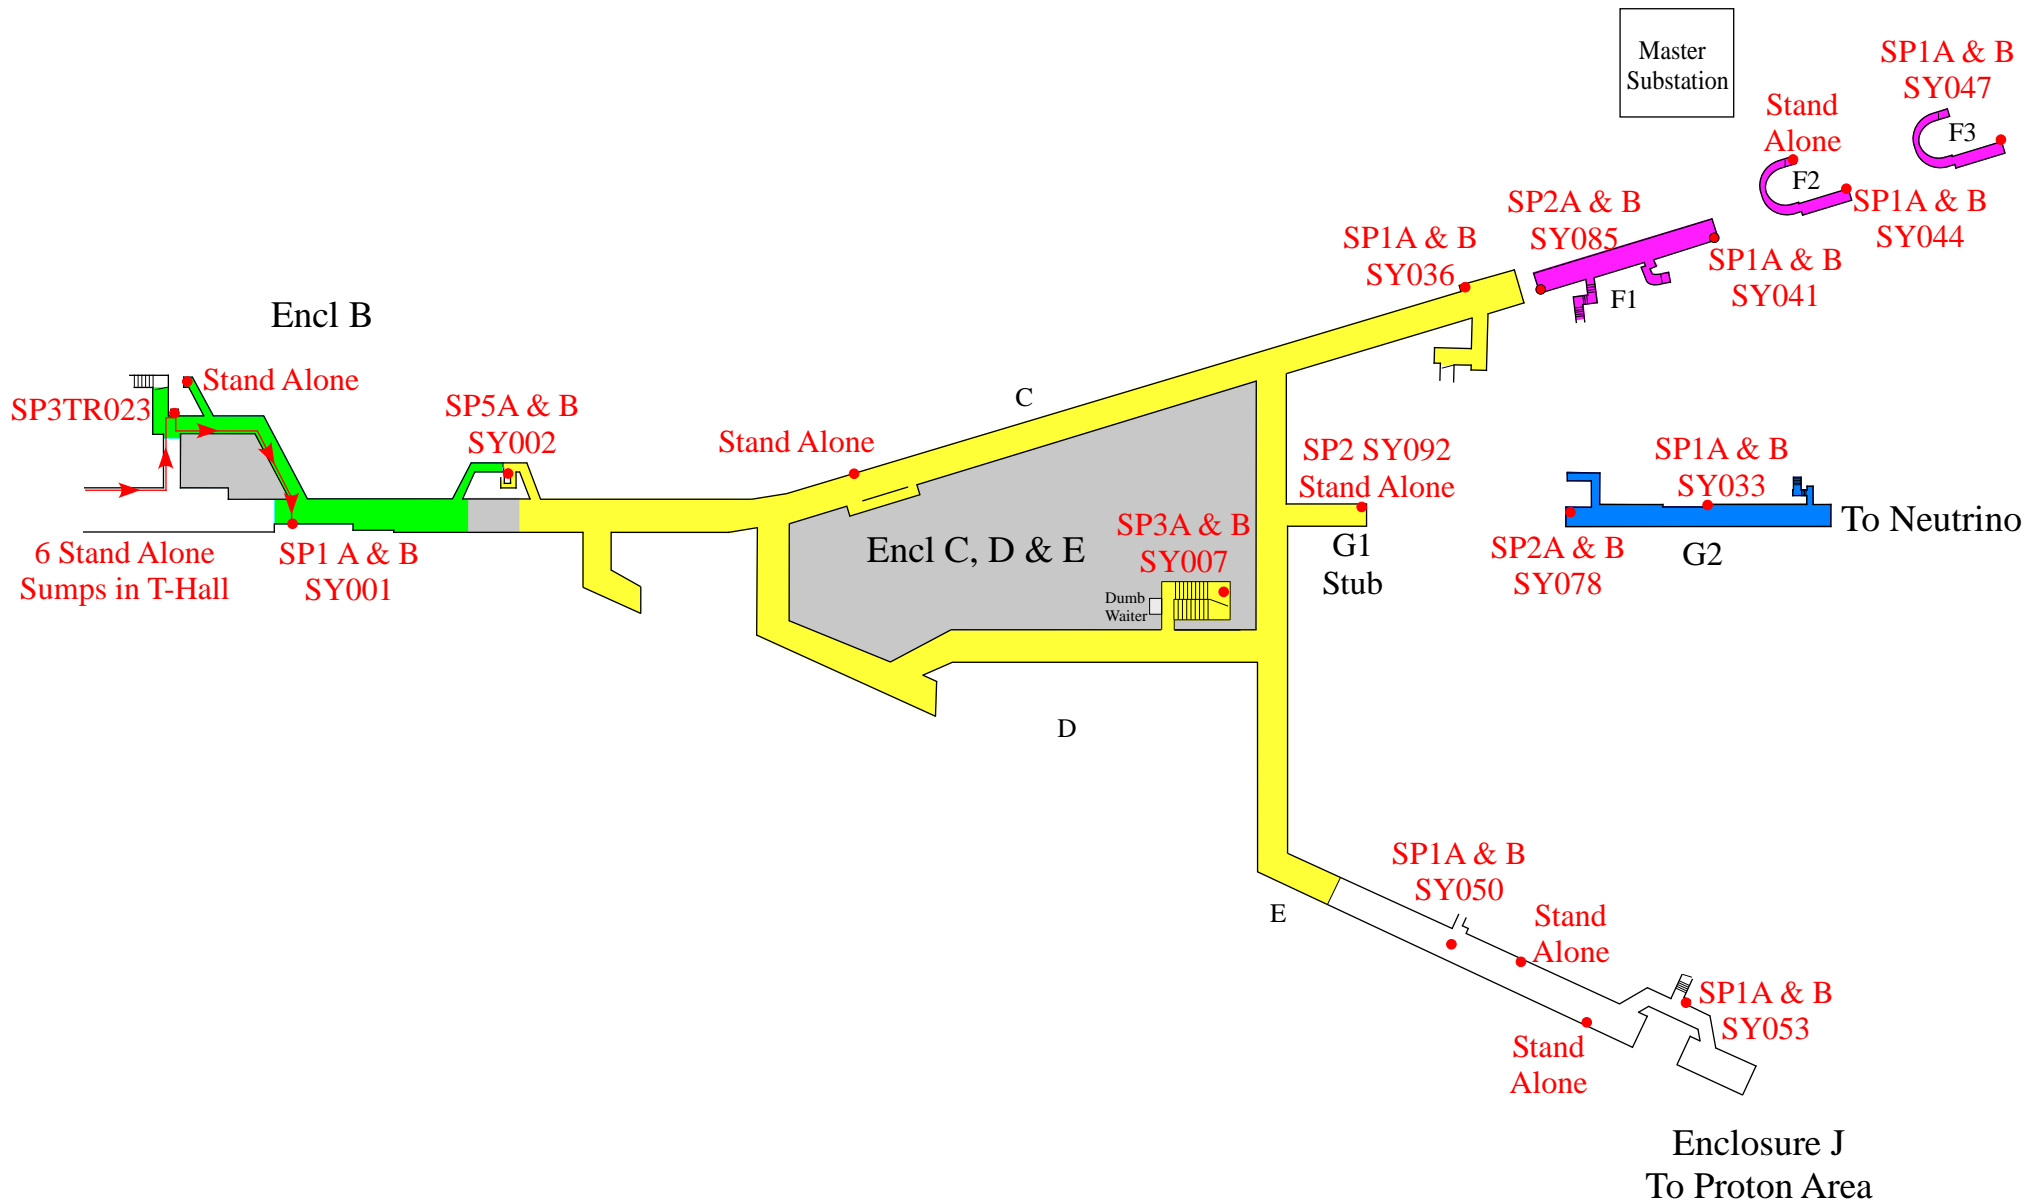 Master
Substation
SP1A & B
SY047
F3
Stand
Alone
F2
SP1A & B
SY044
SP2A & B
SY085
SP1A & B
SY036
SP1A & B
SY041
F1
Encl B
Stand Alone
SP3TR023
SP5A & B
SY002
C
Stand Alone
SP2 SY092
Stand Alone
SP1A & B
SY033
To Neutrino
6 Stand Alone
Sumps in T-Hall
SP1 A & B
SY001
Encl C, D & E
SP3A & B
SY007
G1
Stub
SP2A & B
SY078
G2
Dumb
Waiter
D
SP1A & B
SY050
E
Stand
Alone
SP1A & B
SY053
Stand
Alone
Enclosure J
To Proton Area